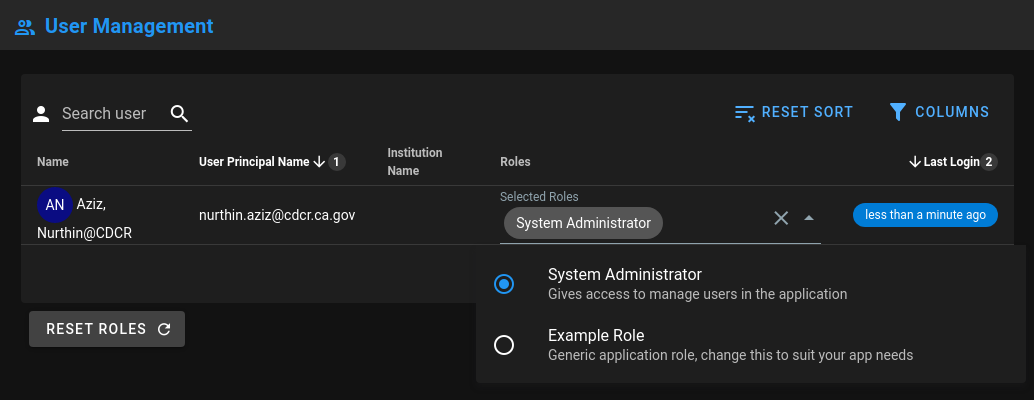 User Management
Search user
RESET SORT
COLUMNS
Name
User Principal Name 1
Institution
Name
Roles
Last Login 2
AN Aziz,
Nurthin@CDCR
nurthin.aziz@cdcr.ca.gov
Selected Roles
System Administrator
less than a minute ago
System Administrator
Gives access to manage users in the application
Example Role
Generic application role, change this to suit your app needs
RESET ROLES